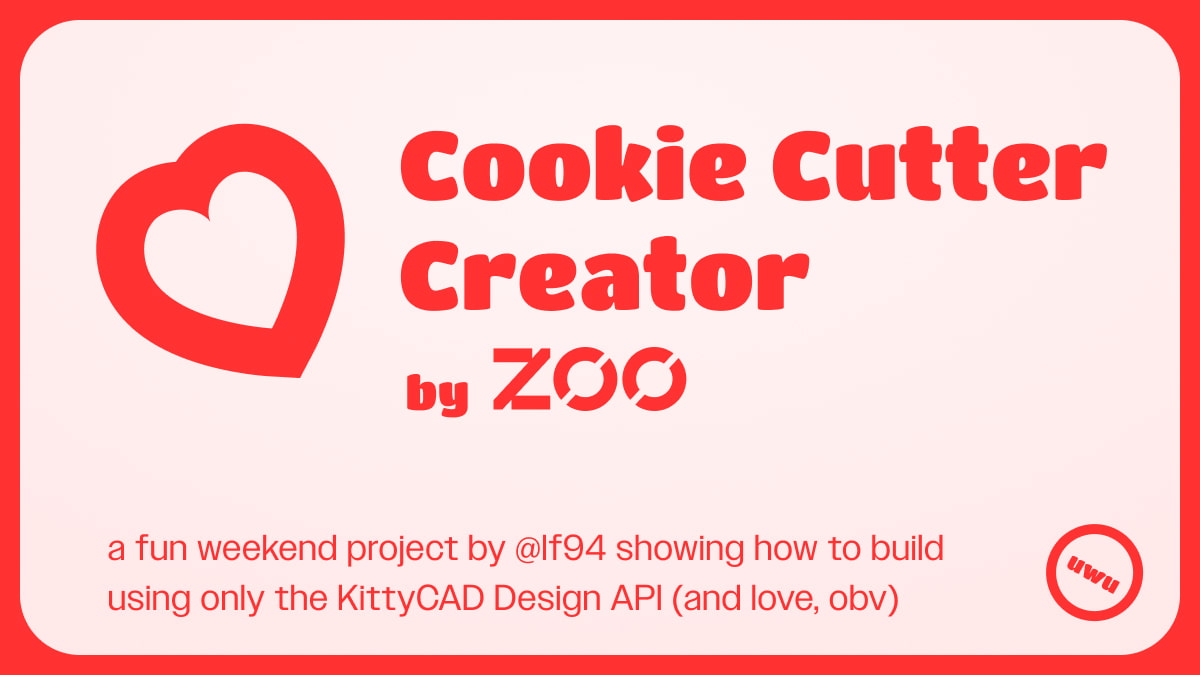 Cookie Cutter
Creator
by ZOO
a fun weekend project by @lf94 showing how to build
using only the KittyCAD Design API (and love, obv)
uwu